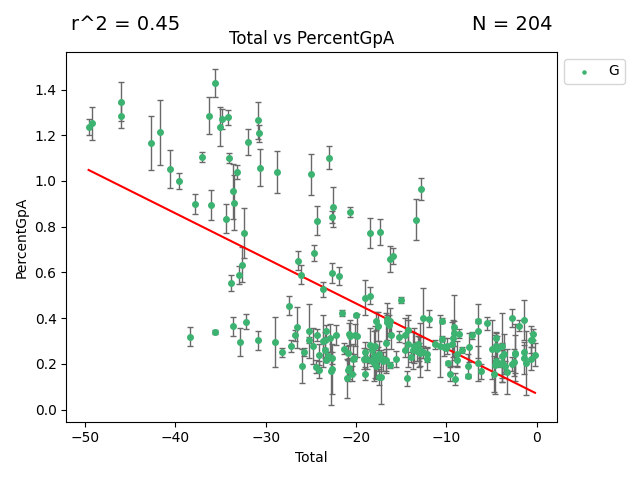 r^2 = 0.45
N = 204
Total vs PercentGpA
G
PercentGpA
1.4
1.2
1.0
0.8
0.6
0.4
0.2
0.0
−50 −40 −30 −20 −10 0
Total